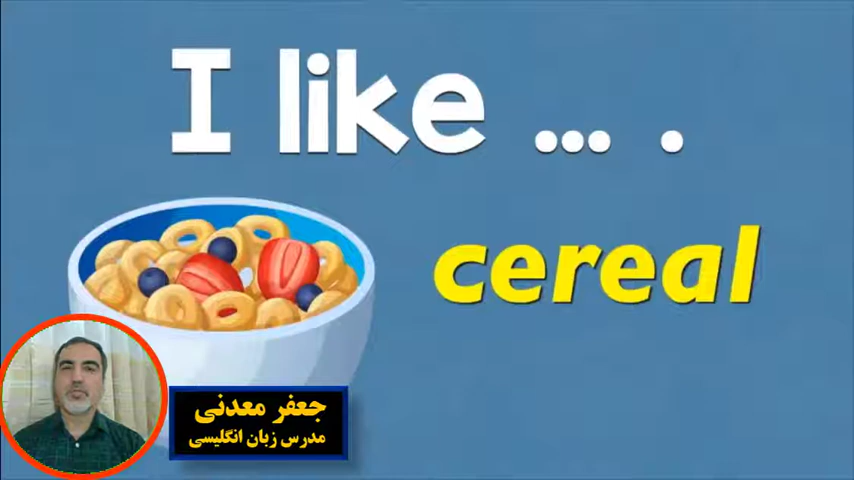 I like ... .
cereal
جعفر معدنی
مدرس زبان انگلیسی